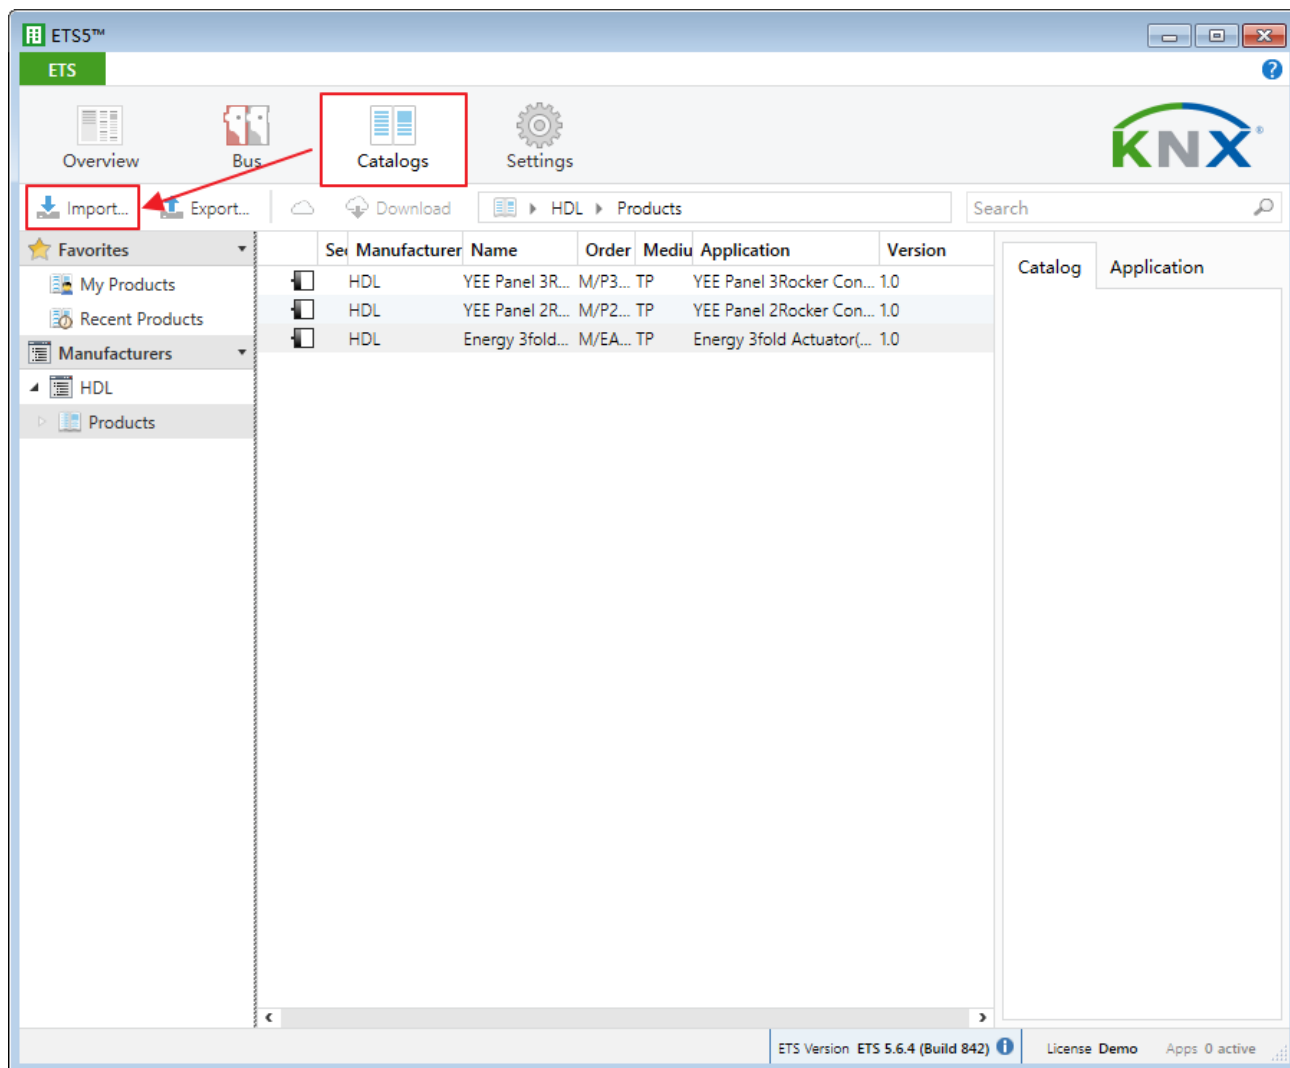 ETS5™
ETS
Overview Bus Catalogs Settings
KNX®
Import... Export... Download HDL Products Search
Favorites Sec Manufacturer Name Order Mediu Application Version
Catalog Application
My Products HDL YEE Panel 3R... M/P3... TP YEE Panel 3Rocker Con... 1.0
Recent Products HDL YEE Panel 2R... M/P2... TP YEE Panel 2Rocker Con... 1.0
Manufacturers HDL Energy 3fold... M/EA... TP Energy 3fold Actuator(... 1.0
HDL
Products
ETS Version ETS 5.6.4 (Build 842) License Demo Apps 0 active